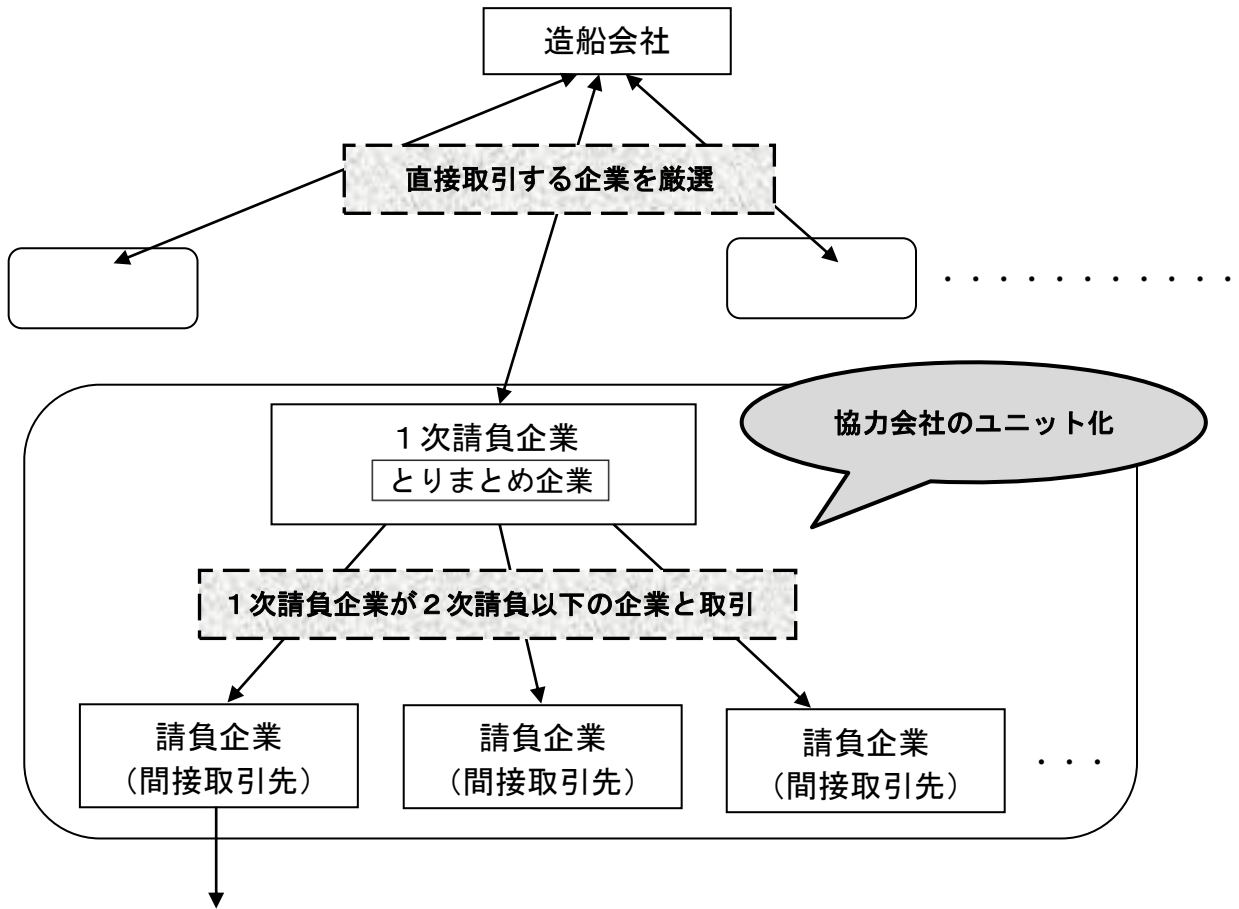 造船会社
直接取引する企業を厳選
・・・・・・・・・・・
協力会社のユニット化
１次請負企業
とりまとめ企業
１次請負企業が２次請負以下の企業と取引
請負企業
（間接取引先）
請負企業
（間接取引先）
請負企業
（間接取引先）
・・・